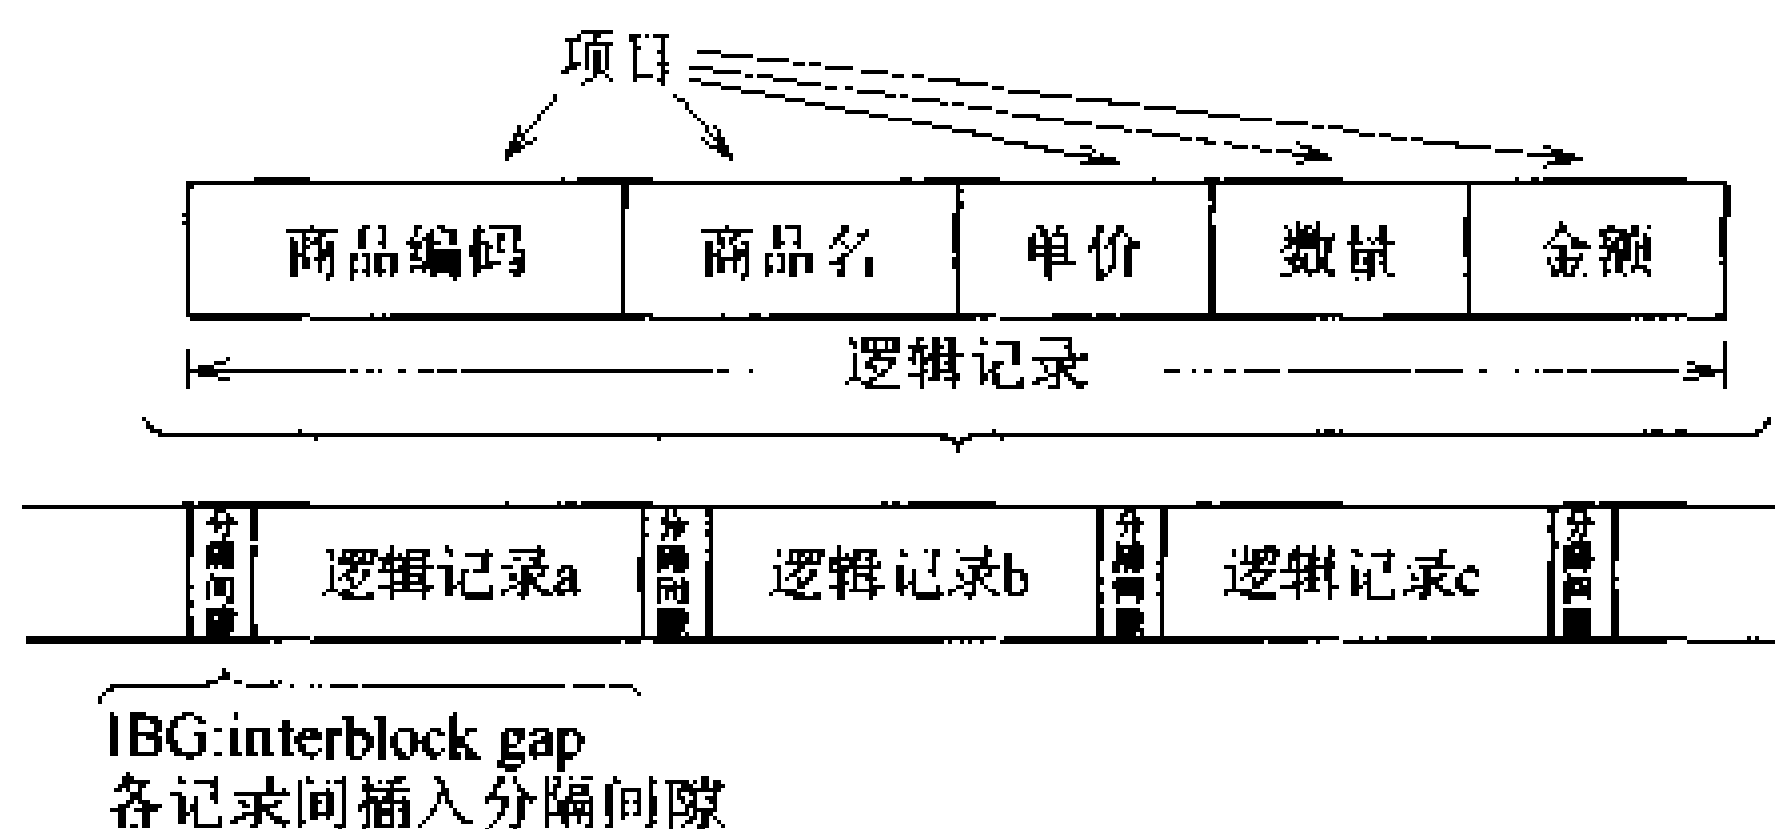 项目
商品编码 商品名 单价 数量 金额
逻辑记录
分隔间隙 逻辑记录a 分隔间隙 逻辑记录b 分隔间隙 逻辑记录c 分隔间隙
IBG:interblock gap
各记录间插入分隔间隙